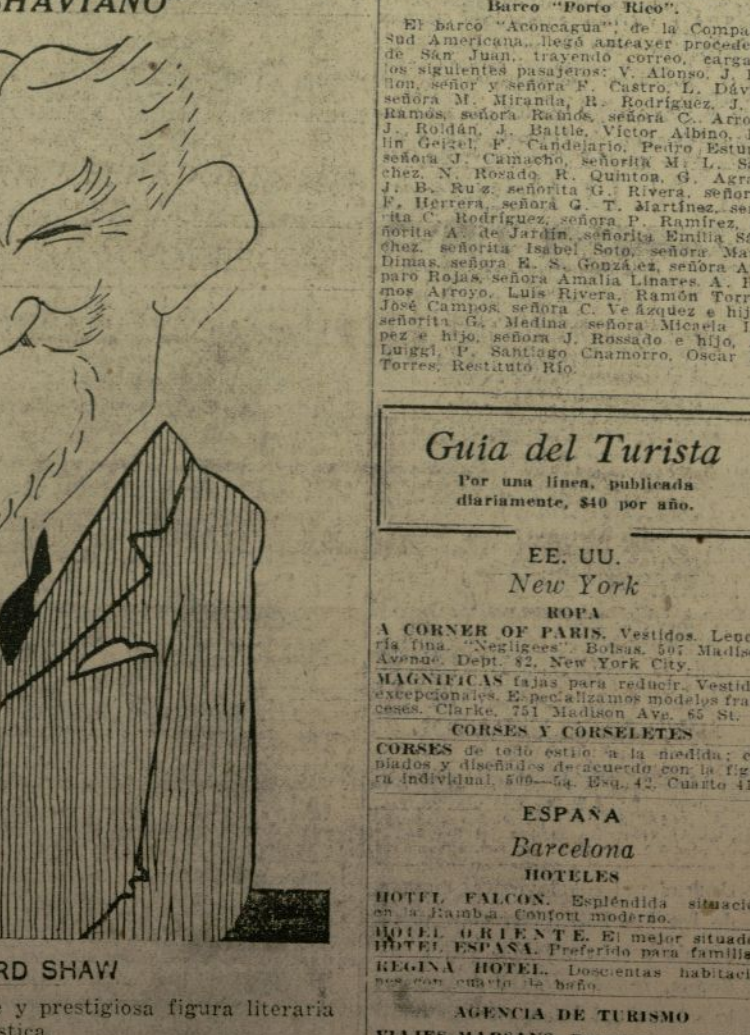 SHAVIANO
RD SHAW
y prestigiosa figura literaria
Barco "Porto Rico".
El barco "Aconcagua", de la Compa
Sud Americana, llegó anteayer procede
de San Juan, trayendo correo, carga
los siguientes pasajeros: V. Alonso, J.
llon, señor y señora F. Castro, L. Dáv
señora M. Miranda, R. Rodríguez, J.
Ramos, señora Ramos, señora C. Arro
J. Roldán, J. Battle, Víctor Albino,
lin Geigel, F. Candelario, Pedro Estu
señora J. Camacho, señorita M. L. Sá
chez, N. Rosado, R. Quintoa, G. Agra
J. B. Ruiz, señorita G. Rivera, señor
F. Herrera, señora G. T. Martínez, se
rita C. Rodríguez, señora P. Ramírez,
ñorita A. de Jardín, señorita Emilia Sá
chez, señorita Isabel Soto, señora Ma
Dimas, señora E. S. González, señora A
paro Rojas, señora Amalia Linares, A.
mos Arroyo, Luis Rivera, Ramón Torr
José Campos, señora C. Velázquez e hij
señorita G. Medina, señora Micaela
pez e hijo, señora J. Rossado e hijo,
Luiggi, P. Santiago Chamorro, Oscar
Torres, Restituto Río.
Guía del Turista
Por una línea, publicada
diariamente, $40 por año.
EE. UU.
New York
ROPA
A CORNER OF PARIS. Vestidos. Lenc
ría fina. "Negligees". Bolsas. 507 Madis
Avenue. Dept. 82, New York City.
MAGNIFICAS fajas para reducir. Vestid
excepcionales. Especializamos modelos fra
ceses. Clarke, 751 Madison Ave. 65 St.
CORSES Y CORSELETES
CORSES de todo estilo a la medida; c
piados y diseñados de acuerdo con la fig
ra individual. 500—5a. Esq. 42. Cuarto 41
ESPAÑA
Barcelona
HOTELES
HOTEL FALCON. Espléndida situació
en la Rambla. Confort moderno.
HOTEL ORIENTE. El mejor situado
HOTEL ESPAÑA. Preferido para familias
REGINA HOTEL. Doscientas habitaci
nes con cuarto de baño.
AGENCIA DE TURISMO